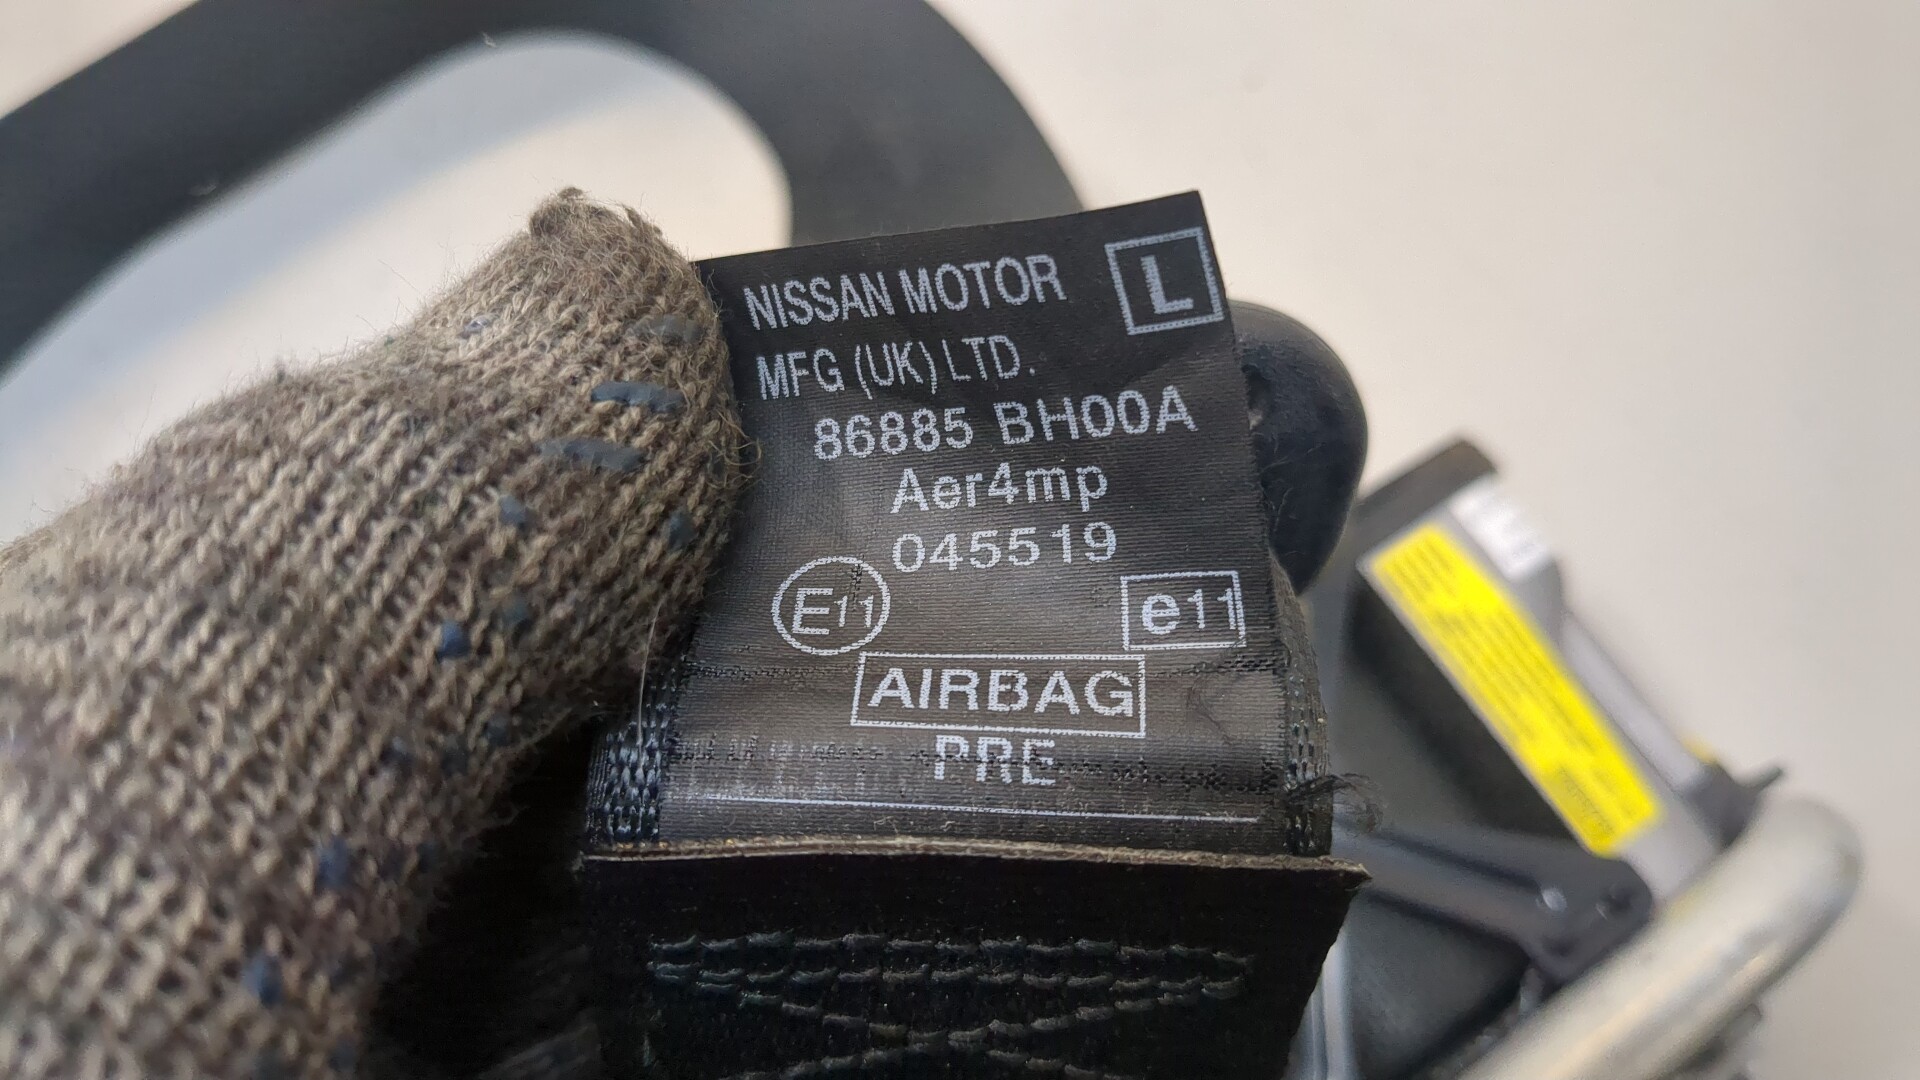 NISSAN MOTOR L
MFG (UK) LTD.
86885 BH00A
Aer4mp
045519
E11 e11
AIRBAG
PRE